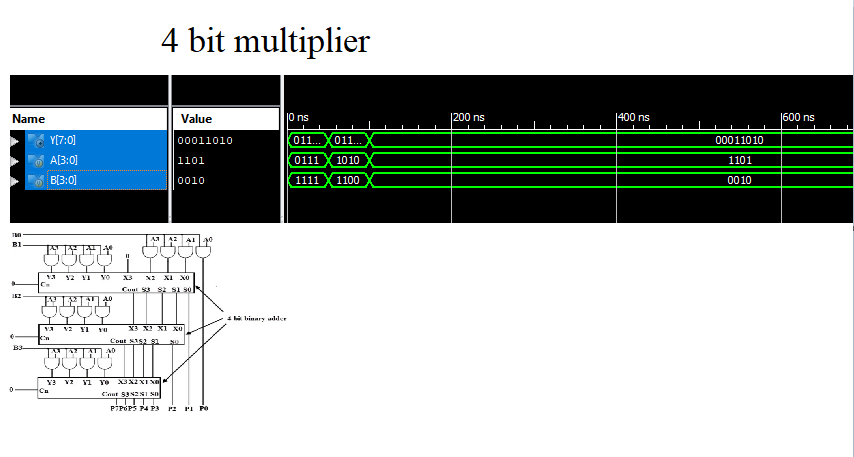 4 bit multiplier
Name Value 0 ns 200 ns 400 ns 600 ns
Y[7:0] 00011010 011... 011... 00011010
A[3:0] 1101 0111 1010 1101
B[3:0] 0010 1111 1100 0010
A3 A2 A1 A0
B1 A3 A2 A1 A0
0
Y3 Y2 Y1 Y0 X3 X2 X1 X0
0 Cn Cout S3 S2 S1 S0
B2 A3 A2 A1 A0
4 bit binary adder
Y3 Y2 Y1 Y0 X3 X2 X1 X0
0 Cn Cout S3 S2 S1 S0
B3 A3 A2 A1 A0
Y3 Y2 Y1 Y0 X3 X2 X1 X0
0 Cn Cout S3 S2 S1 S0
P7 P6 P5 P4 P3 P2 P1 P0